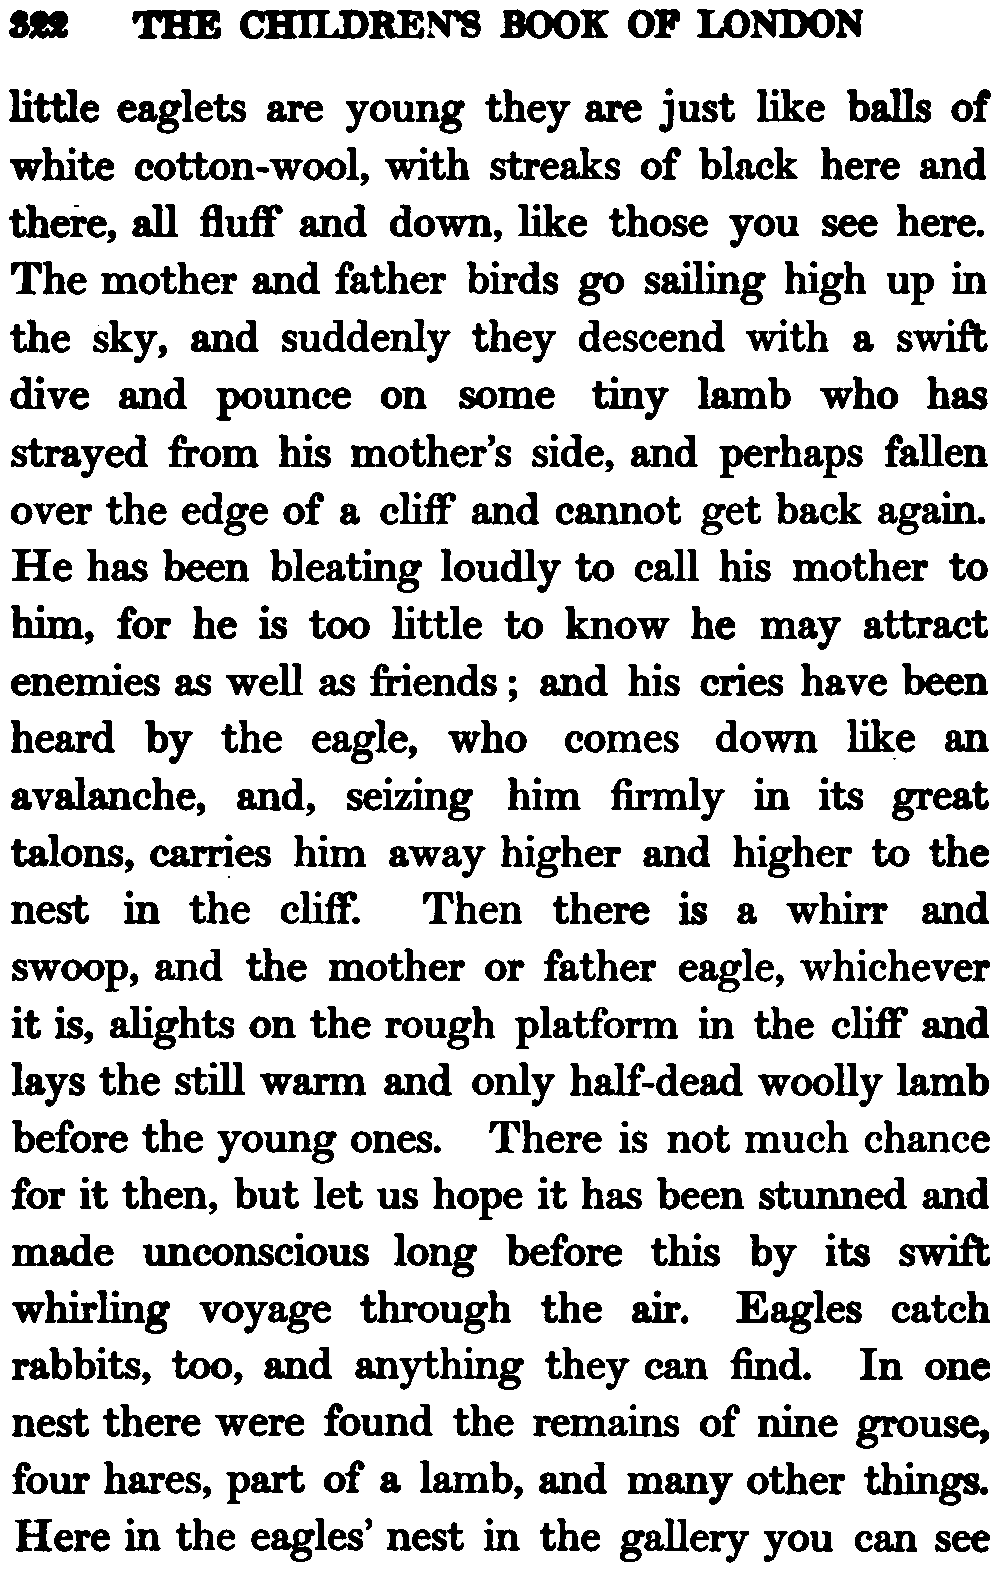 322 THE CHILDREN'S BOOK OF LONDON
little eaglets are young they are just like balls of
white cotton-wool, with streaks of black here and
there, all fluff and down, like those you see here.
The mother and father birds go sailing high up in
the sky, and suddenly they descend with a swift
dive and pounce on some tiny lamb who has
strayed from his mother's side, and perhaps fallen
over the edge of a cliff and cannot get back again.
He has been bleating loudly to call his mother to
him, for he is too little to know he may attract
enemies as well as friends ; and his cries have been
heard by the eagle, who comes down like an
avalanche, and, seizing him firmly in its great
talons, carries him away higher and higher to the
nest in the cliff. Then there is a whirr and
swoop, and the mother or father eagle, whichever
it is, alights on the rough platform in the cliff and
lays the still warm and only half-dead woolly lamb
before the young ones. There is not much chance
for it then, but let us hope it has been stunned and
made unconscious long before this by its swift
whirling voyage through the air. Eagles catch
rabbits, too, and anything they can find. In one
nest there were found the remains of nine grouse,
four hares, part of a lamb, and many other things.
Here in the eagles' nest in the gallery you can see